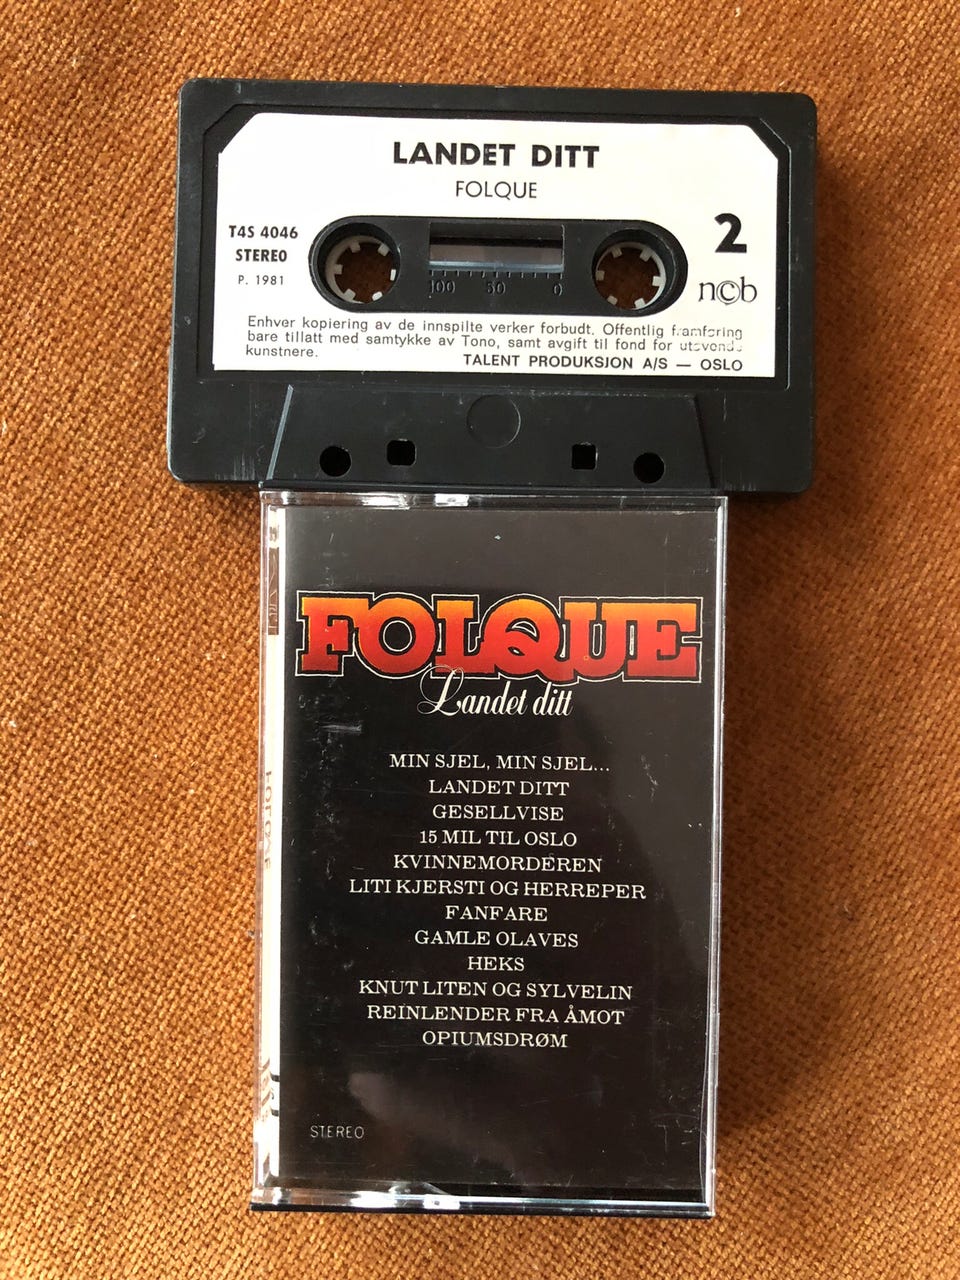 LANDET DITT
FOLQUE
T4S 4046
STEREO
P. 1981
2
ncb
100 50 0
Enhver kopiering av de innspilte verker forbudt. Offentlig framføring
bare tillatt med samtykke av Tono, samt avgift til fond for utøvende
kunstnere.
TALENT PRODUKSJON A/S — OSLO
FOLQUE
Landet ditt
MIN SJEL, MIN SJEL...
LANDET DITT
GESELLVISE
15 MIL TIL OSLO
KVINNEMORDEREN
LITI KJERSTI OG HERREPER
FANFARE
GAMLE OLAVES
HEKS
KNUT LITEN OG SYLVELIN
REINLENDER FRA ÅMOT
OPIUMSDRØM
STEREO
FOLQUE